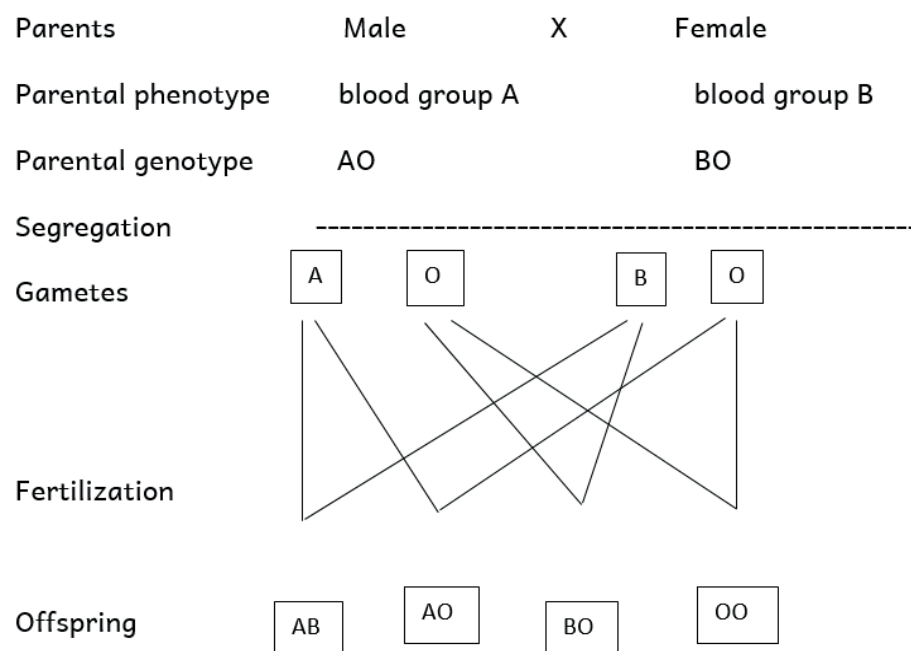 Parents Male X Female
Parental phenotype blood group A blood group B
Parental genotype AO BO
Segregation
A O B O
Gametes
Fertilization
AB AO BO OO
Offspring